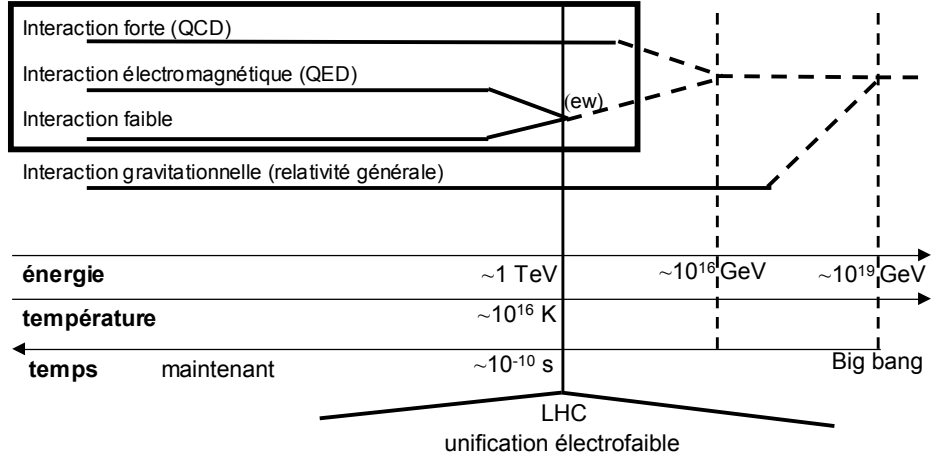 Interaction forte (QCD)
Interaction électromagnétique (QED)
(ew)
Interaction faible
Interaction gravitationnelle (relativité générale)
énergie ~1 TeV ~10¹⁶ GeV ~10¹⁹ GeV
température ~10¹⁶ K
temps maintenant ~10⁻¹⁰ s Big bang
LHC
unification électrofaible